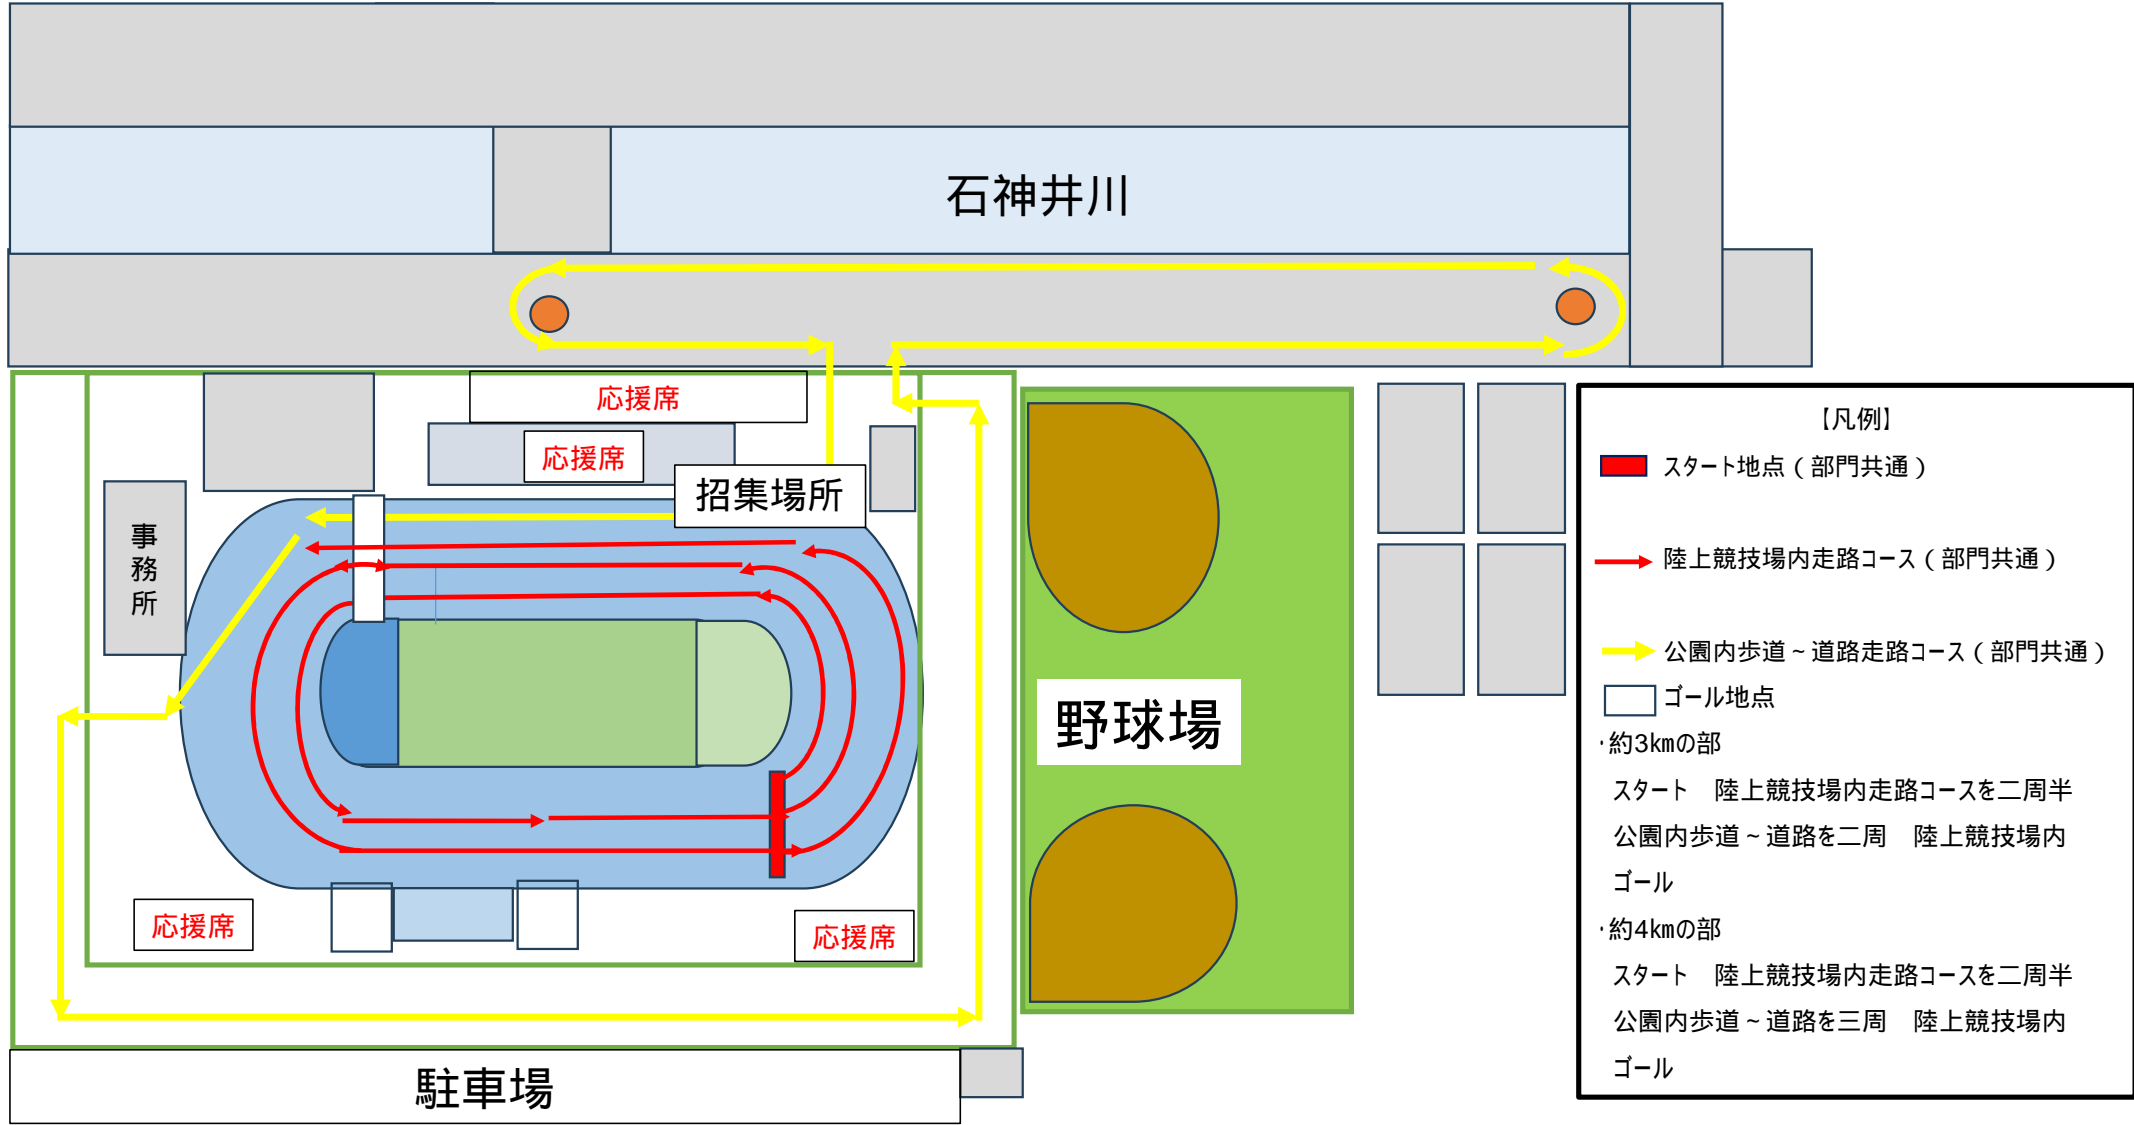 石神井川
応援席
応援席
招集場所
事
務
所
野球場
応援席
応援席
駐車場
【凡例】
スタート地点(部門共通)
陸上競技場内走路コース(部門共通)
公園内歩道~道路走路コース(部門共通)
ゴール地点
・約3kmの部
スタート 陸上競技場内走路コースを二周半
公園内歩道~道路を二周 陸上競技場内
ゴール
・約4kmの部
スタート 陸上競技場内走路コースを二周半
公園内歩道~道路を三周 陸上競技場内
ゴール